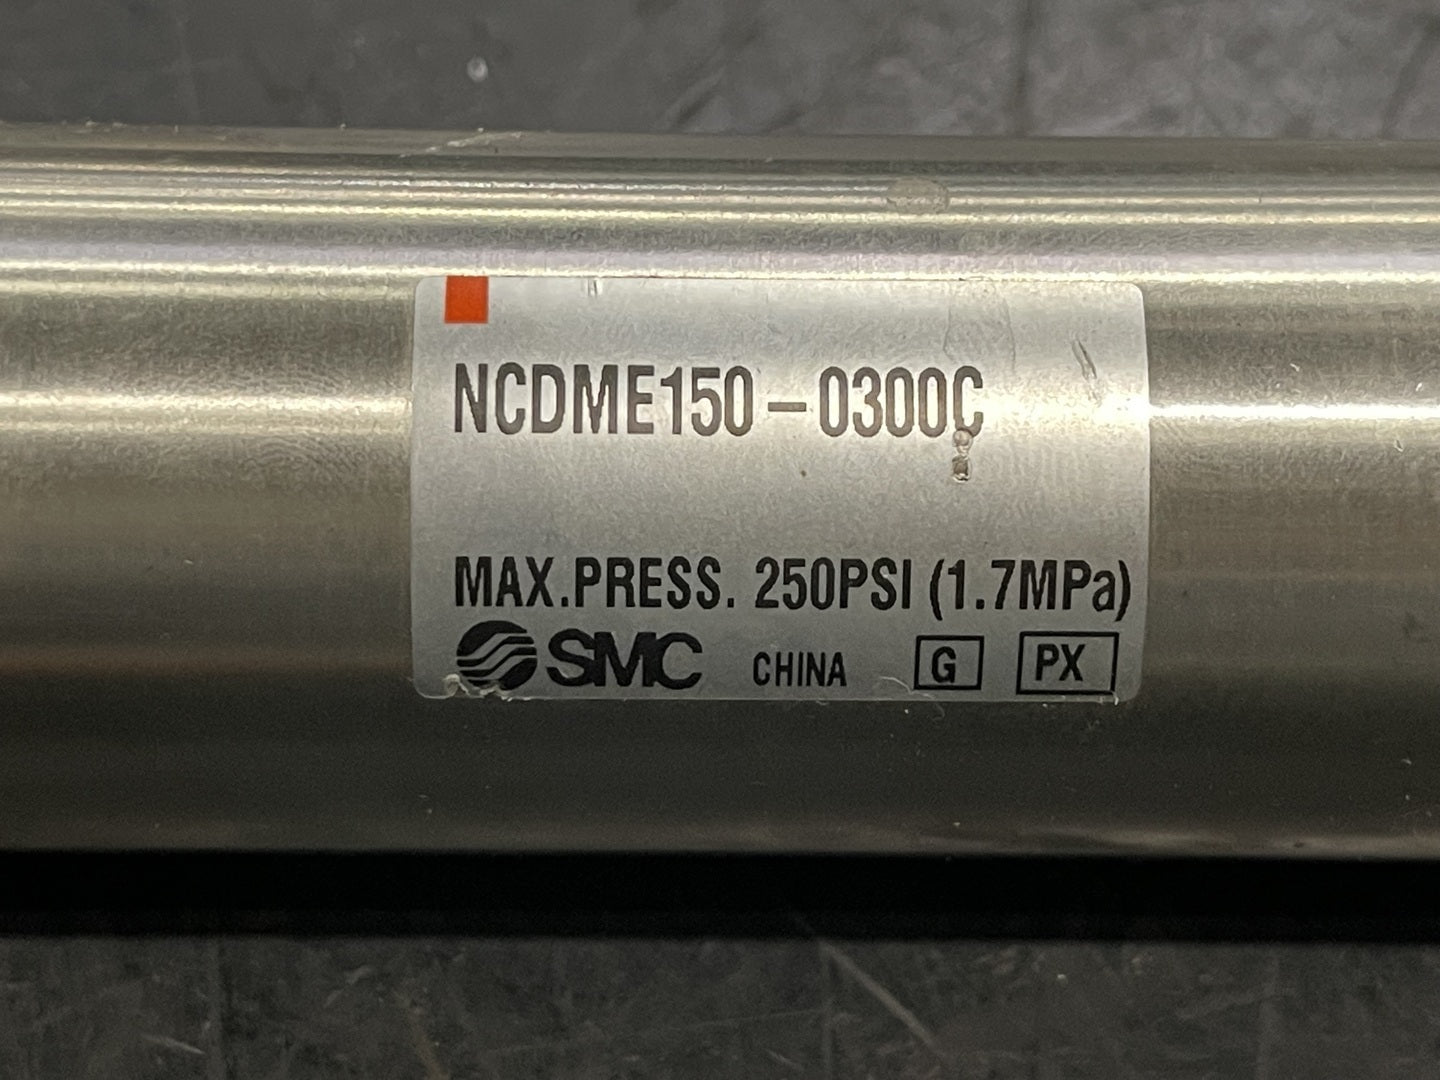 NCDME150-0300C
MAX.PRESS. 250PSI (1.7MPa)
SMC CHINA G PX